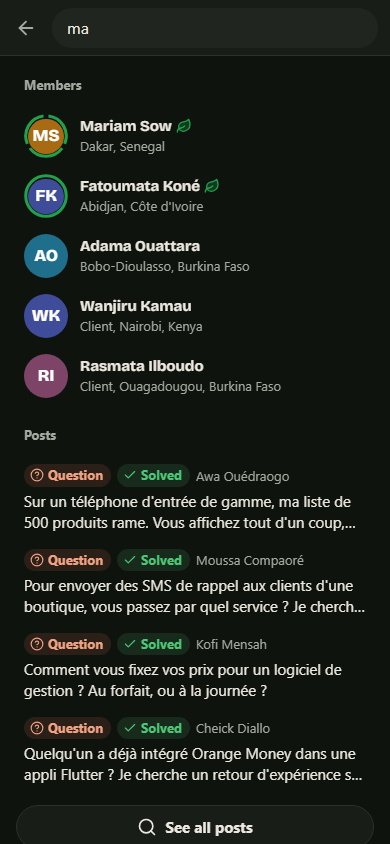 ma
Members
MS
Mariam Sow
Dakar, Senegal
FK
Fatoumata Koné
Abidjan, Côte d'Ivoire
AO
Adama Ouattara
Bobo-Dioulasso, Burkina Faso
WK
Wanjiru Kamau
Client, Nairobi, Kenya
RI
Rasmata Ilboudo
Client, Ouagadougou, Burkina Faso
Posts
Question Solved Awa Ouédraogo
Sur un téléphone d'entrée de gamme, ma liste de
500 produits rame. Vous affichez tout d'un coup,...
Question Solved Moussa Compaoré
Pour envoyer des SMS de rappel aux clients d'une
boutique, vous passez par quel service ? Je cherch...
Question Solved Kofi Mensah
Comment vous fixez vos prix pour un logiciel de
gestion ? Au forfait, ou à la journée ?
Question Solved Cheick Diallo
Quelqu'un a déjà intégré Orange Money dans une
appli Flutter ? Je cherche un retour d'expérience s...
See all posts